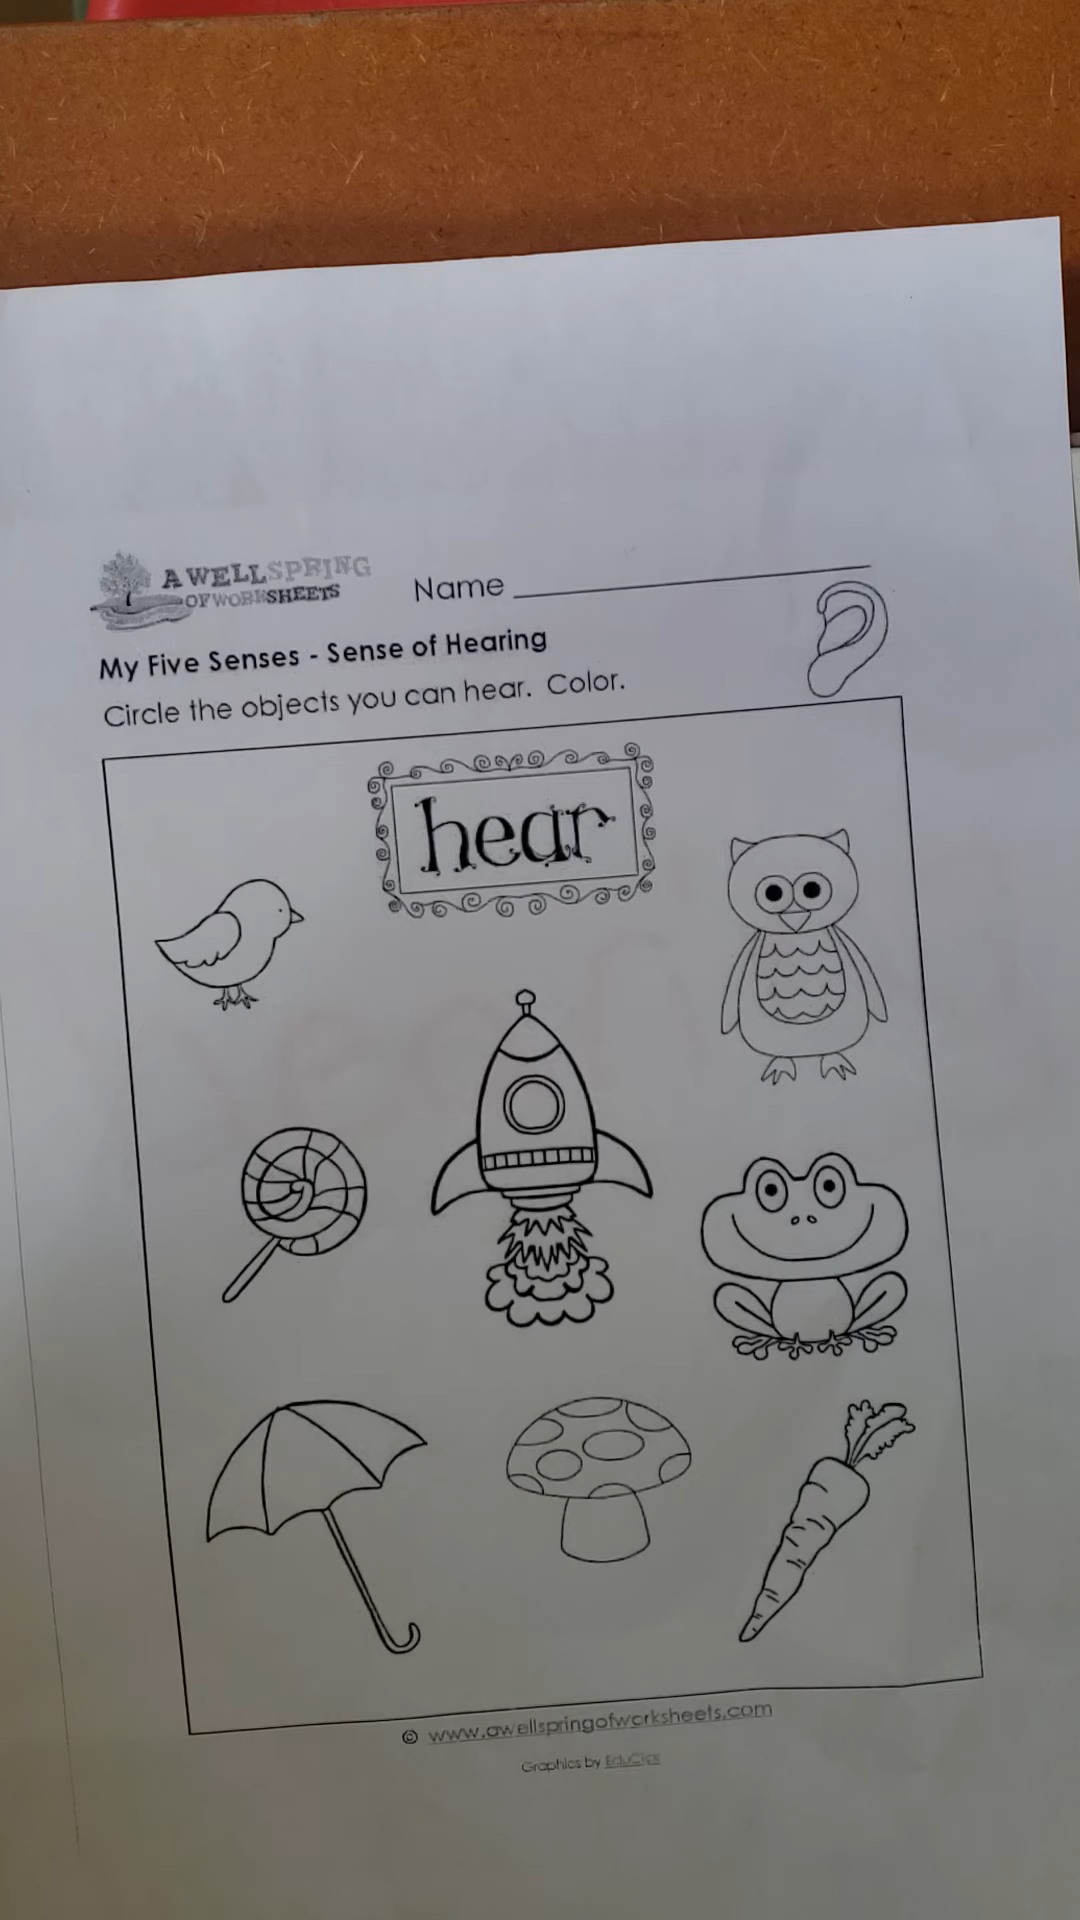 A WELLSPRING
OF WORKSHEETS
Name
My Five Senses - Sense of Hearing
Circle the objects you can hear. Color.
hear
© www.awellspringofworksheets.com
Graphics by EduClips